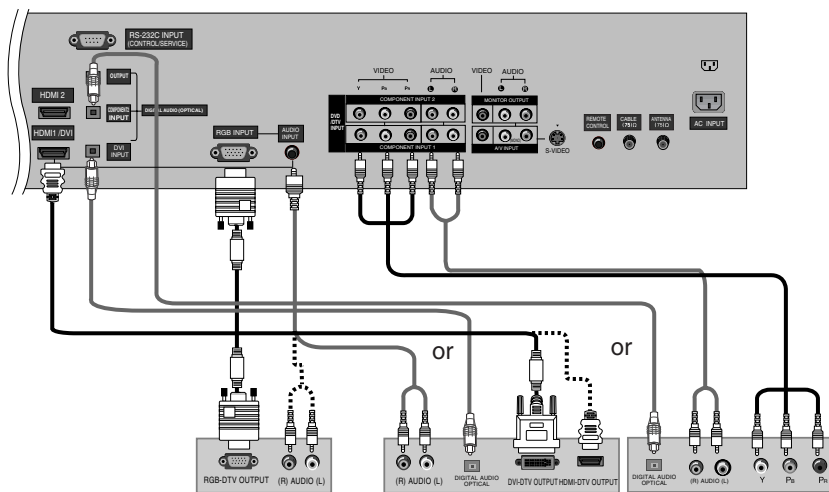 RS-232C INPUT
(CONTROL/SERVICE)
OUTPUT
HDMI 2
COMPONENT2
INPUT
DIGITAL AUDIO (OPTICAL)
HDMI1 /DVI
DVI
INPUT
RGB INPUT
AUDIO
INPUT
VIDEO
AUDIO
Y
PB
PR
L
R
COMPONENT INPUT 2
DVD
/DTV
INPUT
COMPONENT INPUT 1
VIDEO
AUDIO
L
R
MONITOR OUTPUT
A/V INPUT
S-VIDEO
REMOTE
CONTROL
CABLE
(75Ω)
ANTENNA
(75Ω)
AC INPUT
or
or
RGB-DTV OUTPUT
(R) AUDIO (L)
(R) AUDIO (L)
DIGITAL AUDIO
OPTICAL
DVI-DTV OUTPUT
HDMI-DTV OUTPUT
DIGITAL AUDIO
OPTICAL
(R) AUDIO (L)
Y
PB
PR